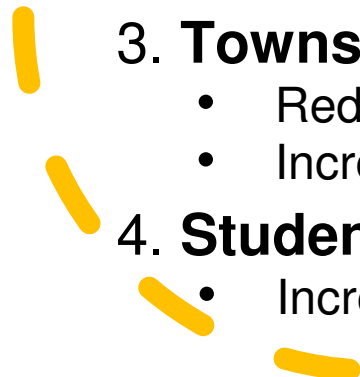 3. Towns
• Red
• Incre
4. Studen
• Incre